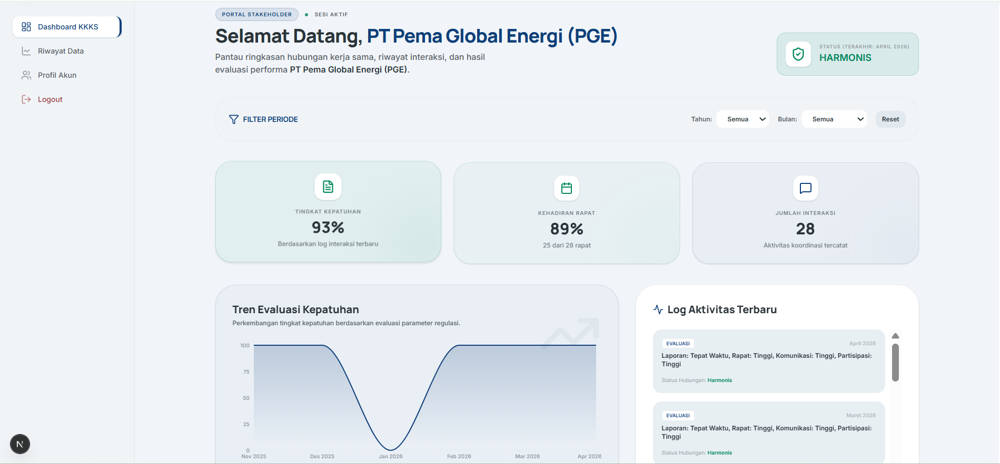 Dashboard KKKS
Riwayat Data
Profil Akun
Logout
PORTAL STAKEHOLDER
SESI AKTIF
Selamat Datang, PT Pema Global Energi (PGE)
Pantau ringkasan hubungan kerja sama, riwayat interaksi, dan hasil
evaluasi performa PT Pema Global Energi (PGE).
STATUS (TERAKHIR: APRIL 2026)
HARMONIS
FILTER PERIODE
Tahun: Semua Bulan: Semua Reset
TINGKAT KEPATUHAN
93%
Berdasarkan log interaksi terbaru
KEHADIRAN RAPAT
89%
25 dari 28 rapat
JUMLAH INTERAKSI
28
Aktivitas koordinasi tercatat
Tren Evaluasi Kepatuhan
Perkembangan tingkat kepatuhan berdasarkan evaluasi parameter regulasi.
100
75
50
25
0
Nov 2025 Des 2025 Jan 2026 Feb 2026 Mar 2026 Apr 2026
Log Aktivitas Terbaru
EVALUASI April 2026
Laporan: Tepat Waktu, Rapat: Tinggi, Komunikasi: Tinggi, Partisipasi:
Tinggi
Status Hubungan: Harmonis
EVALUASI Maret 2026
Laporan: Tepat Waktu, Rapat: Tinggi, Komunikasi: Tinggi, Partisipasi:
Tinggi
Status Hubungan: Harmonis
N